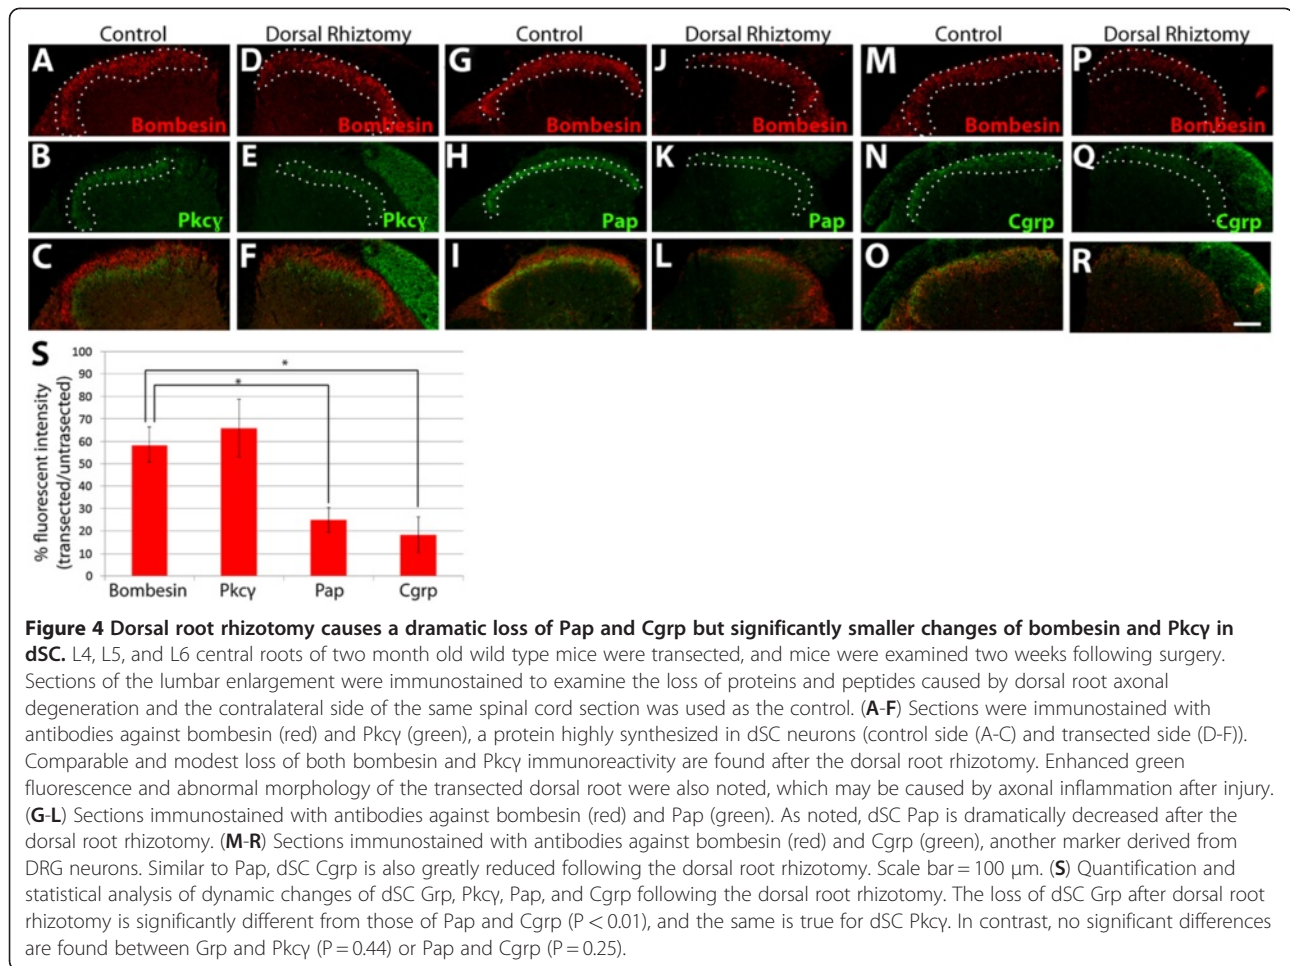 Control Dorsal Rhiztomy Control Dorsal Rhiztomy Control Dorsal Rhiztomy
A D G J M P
Bombesin Bombesin Bombesin Bombesin Bombesin Bombesin
B E H K N Q
Pkcγ Pkcγ Pap Pap Cgrp Cgrp
C F I L O R
S
% fluorescent intensity
(transected/untrasected)
100
90
80
70
60
50
40
30
20
10
0
* *
Bombesin Pkcγ Pap Cgrp
Figure 4 Dorsal root rhizotomy causes a dramatic loss of Pap and Cgrp but significantly smaller changes of bombesin and Pkcγ in
dSC. L4, L5, and L6 central roots of two month old wild type mice were transected, and mice were examined two weeks following surgery.
Sections of the lumbar enlargement were immunostained to examine the loss of proteins and peptides caused by dorsal root axonal
degeneration and the contralateral side of the same spinal cord section was used as the control. (A-F) Sections were immunostained with
antibodies against bombesin (red) and Pkcγ (green), a protein highly synthesized in dSC neurons (control side (A-C) and transected side (D-F)).
Comparable and modest loss of both bombesin and Pkcγ immunoreactivity are found after the dorsal root rhizotomy. Enhanced green
fluorescence and abnormal morphology of the transected dorsal root were also noted, which may be caused by axonal inflammation after injury.
(G-L) Sections immunostained with antibodies against bombesin (red) and Pap (green). As noted, dSC Pap is dramatically decreased after the
dorsal root rhizotomy. (M-R) Sections immunostained with antibodies against bombesin (red) and Cgrp (green), another marker derived from
DRG neurons. Similar to Pap, dSC Cgrp is also greatly reduced following the dorsal root rhizotomy. Scale bar = 100 μm. (S) Quantification and
statistical analysis of dynamic changes of dSC Grp, Pkcγ, Pap, and Cgrp following the dorsal root rhizotomy. The loss of dSC Grp after dorsal root
rhizotomy is significantly different from those of Pap and Cgrp (P < 0.01), and the same is true for dSC Pkcγ. In contrast, no significant differences
are found between Grp and Pkcγ (P = 0.44) or Pap and Cgrp (P = 0.25).